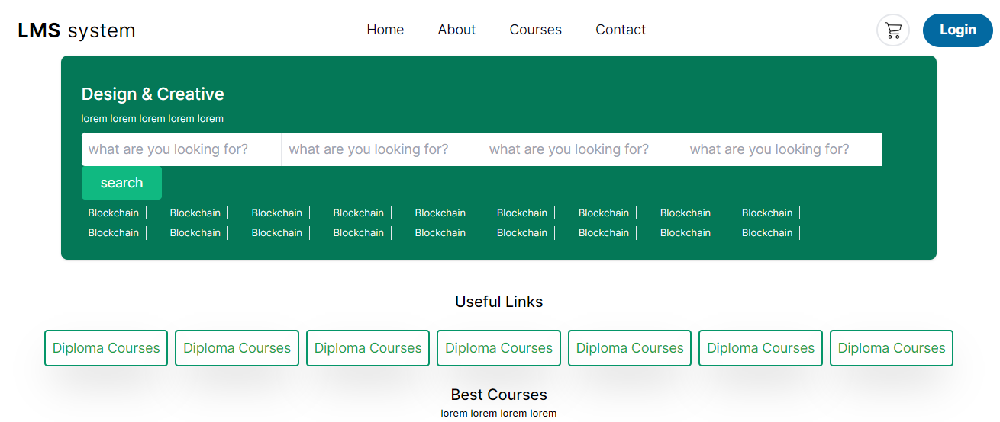 LMS system Home About Courses Contact Login
Design & Creative
lorem lorem lorem lorem lorem
what are you looking for? what are you looking for? what are you looking for? what are you looking for?
search
Blockchain Blockchain Blockchain Blockchain Blockchain Blockchain Blockchain Blockchain Blockchain
Blockchain Blockchain Blockchain Blockchain Blockchain Blockchain Blockchain Blockchain Blockchain
Useful Links
Diploma Courses Diploma Courses Diploma Courses Diploma Courses Diploma Courses Diploma Courses Diploma Courses
Best Courses
lorem lorem lorem lorem